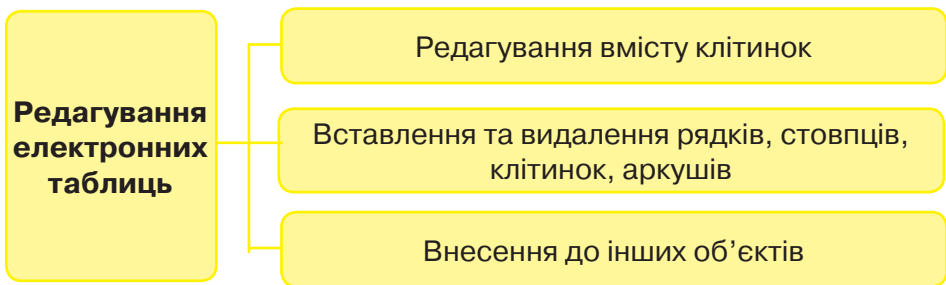 Редагування
електронних
таблиць
Редагування вмісту клітинок
Вставлення та видалення рядків, стовпців,
клітинок, аркушів
Внесення до інших об’єктів